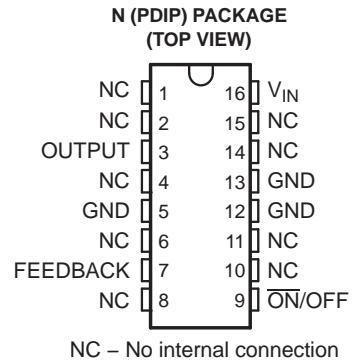 N (PDIP) PACKAGE
(TOP VIEW)
NC 1 16 V_IN
NC 2 15 NC
OUTPUT 3 14 NC
NC 4 13 GND
GND 5 12 GND
NC 6 11 NC
FEEDBACK 7 10 NC
NC 8 9 O̅N̅/OFF
NC – No internal connection